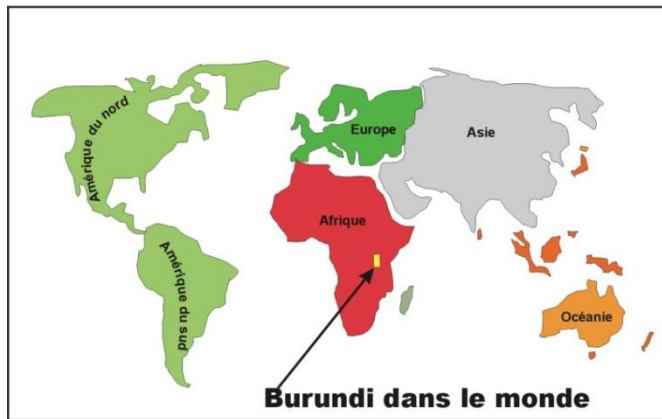 Amérique du nord
Europe
Asie
Afrique
Amérique du sud
Océanie
Burundi dans le monde